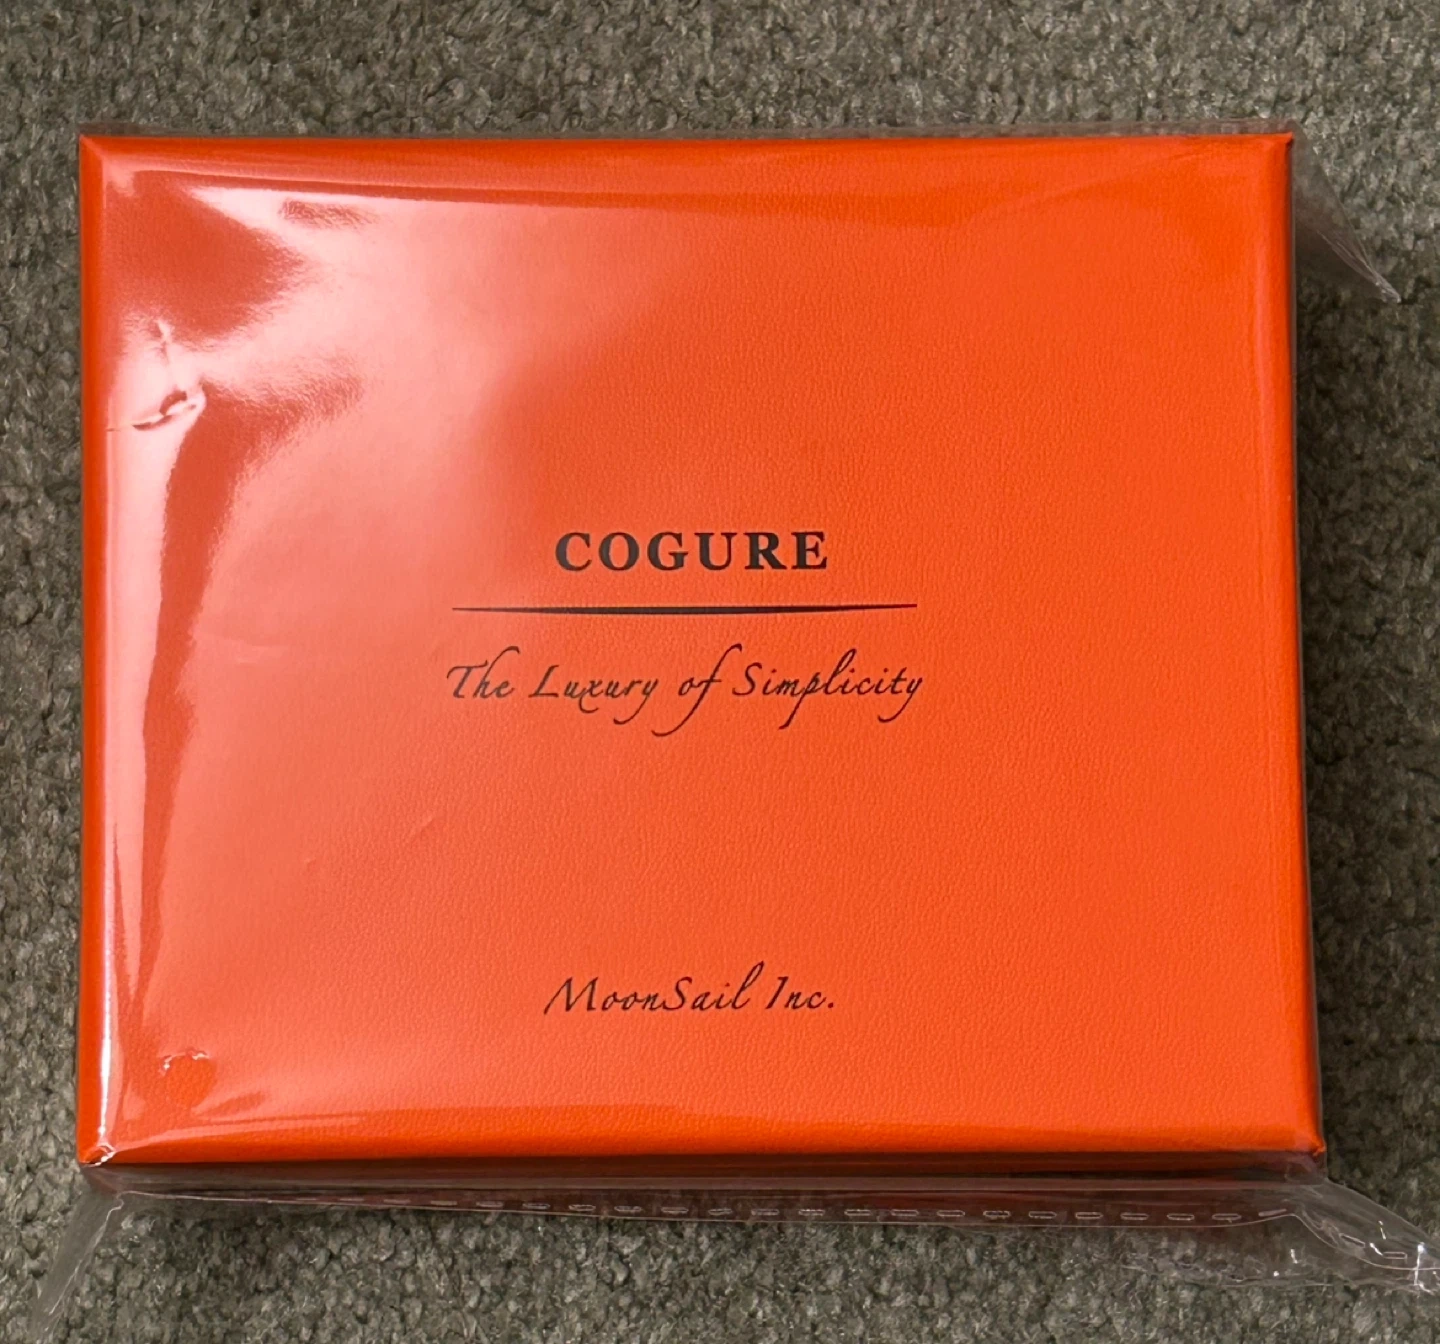 COGURE
The Luxury of Simplicity
MoonSail Inc.